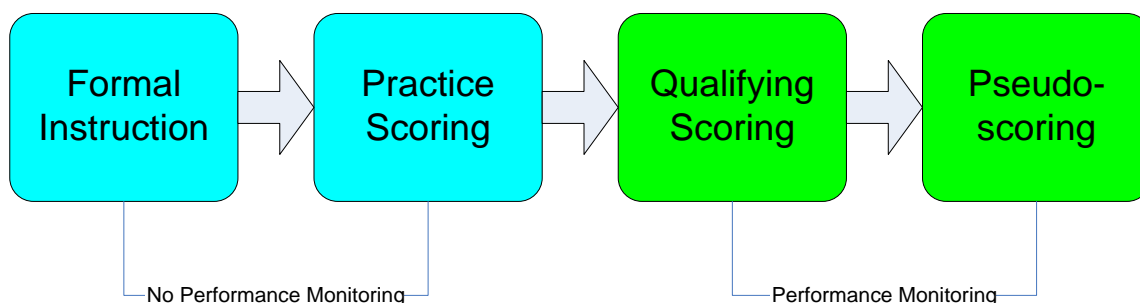 Formal
Instruction
Practice
Scoring
Qualifying
Scoring
Pseudo-
scoring
No Performance Monitoring
Performance Monitoring